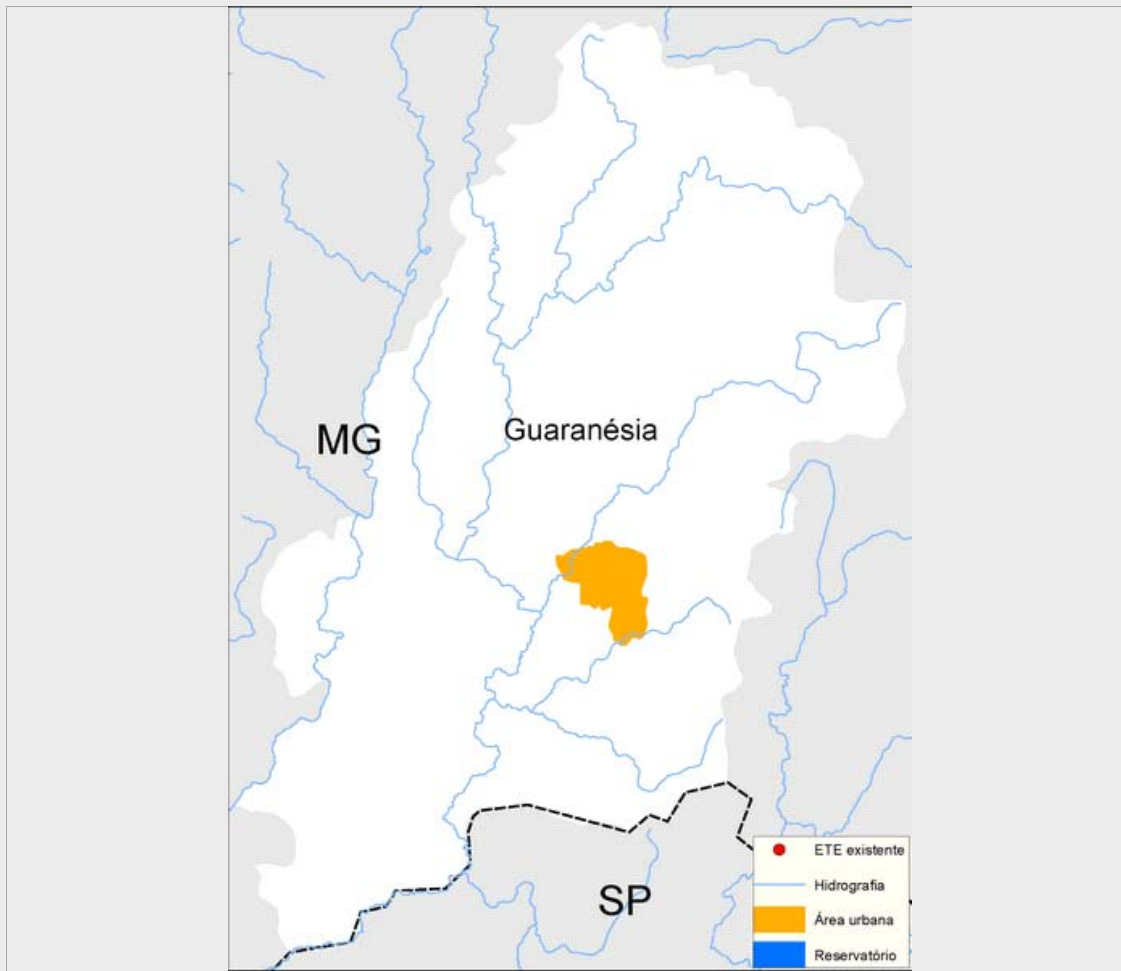 Guaranésia
MG
SP
ETE existente
Hidrografia
Área urbana
Reservatório